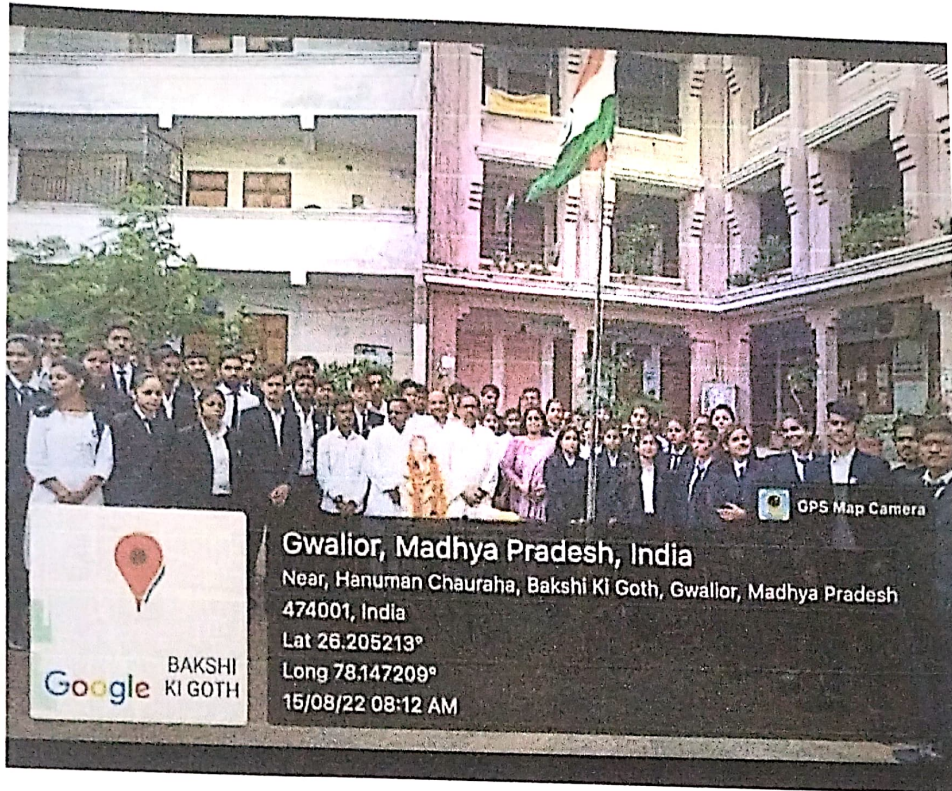 GPS Map Camera
Gwalior, Madhya Pradesh, India
Near, Hanuman Chauraha, Bakshi Ki Goth, Gwalior, Madhya Pradesh
474001, India
Lat 26.205213°
Long 78.147209°
15/08/22 08:12 AM
BAKSHI
KI GOTH
Google